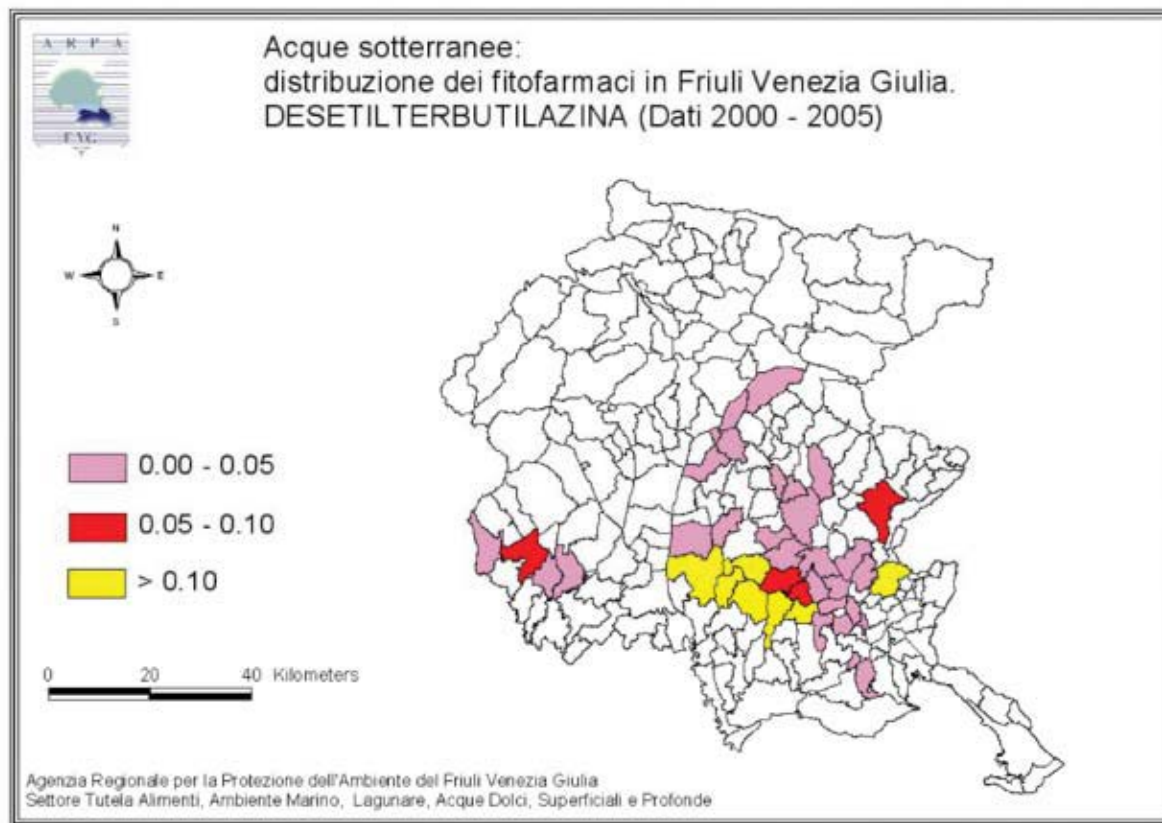 A R P A
F.V.G.
Acque sotterranee:
distribuzione dei fitofarmaci in Friuli Venezia Giulia.
DESETILTERBUTILAZINA (Dati 2000 - 2005)
N
W
E
S
0.00 - 0.05
0.05 - 0.10
> 0.10
0 20 40 Kilometers
Agenzia Regionale per la Protezione dell'Ambiente del Friuli Venezia Giulia
Settore Tutela Alimenti, Ambiente Marino, Lagunare, Acque Dolci, Superficiali e Profonde